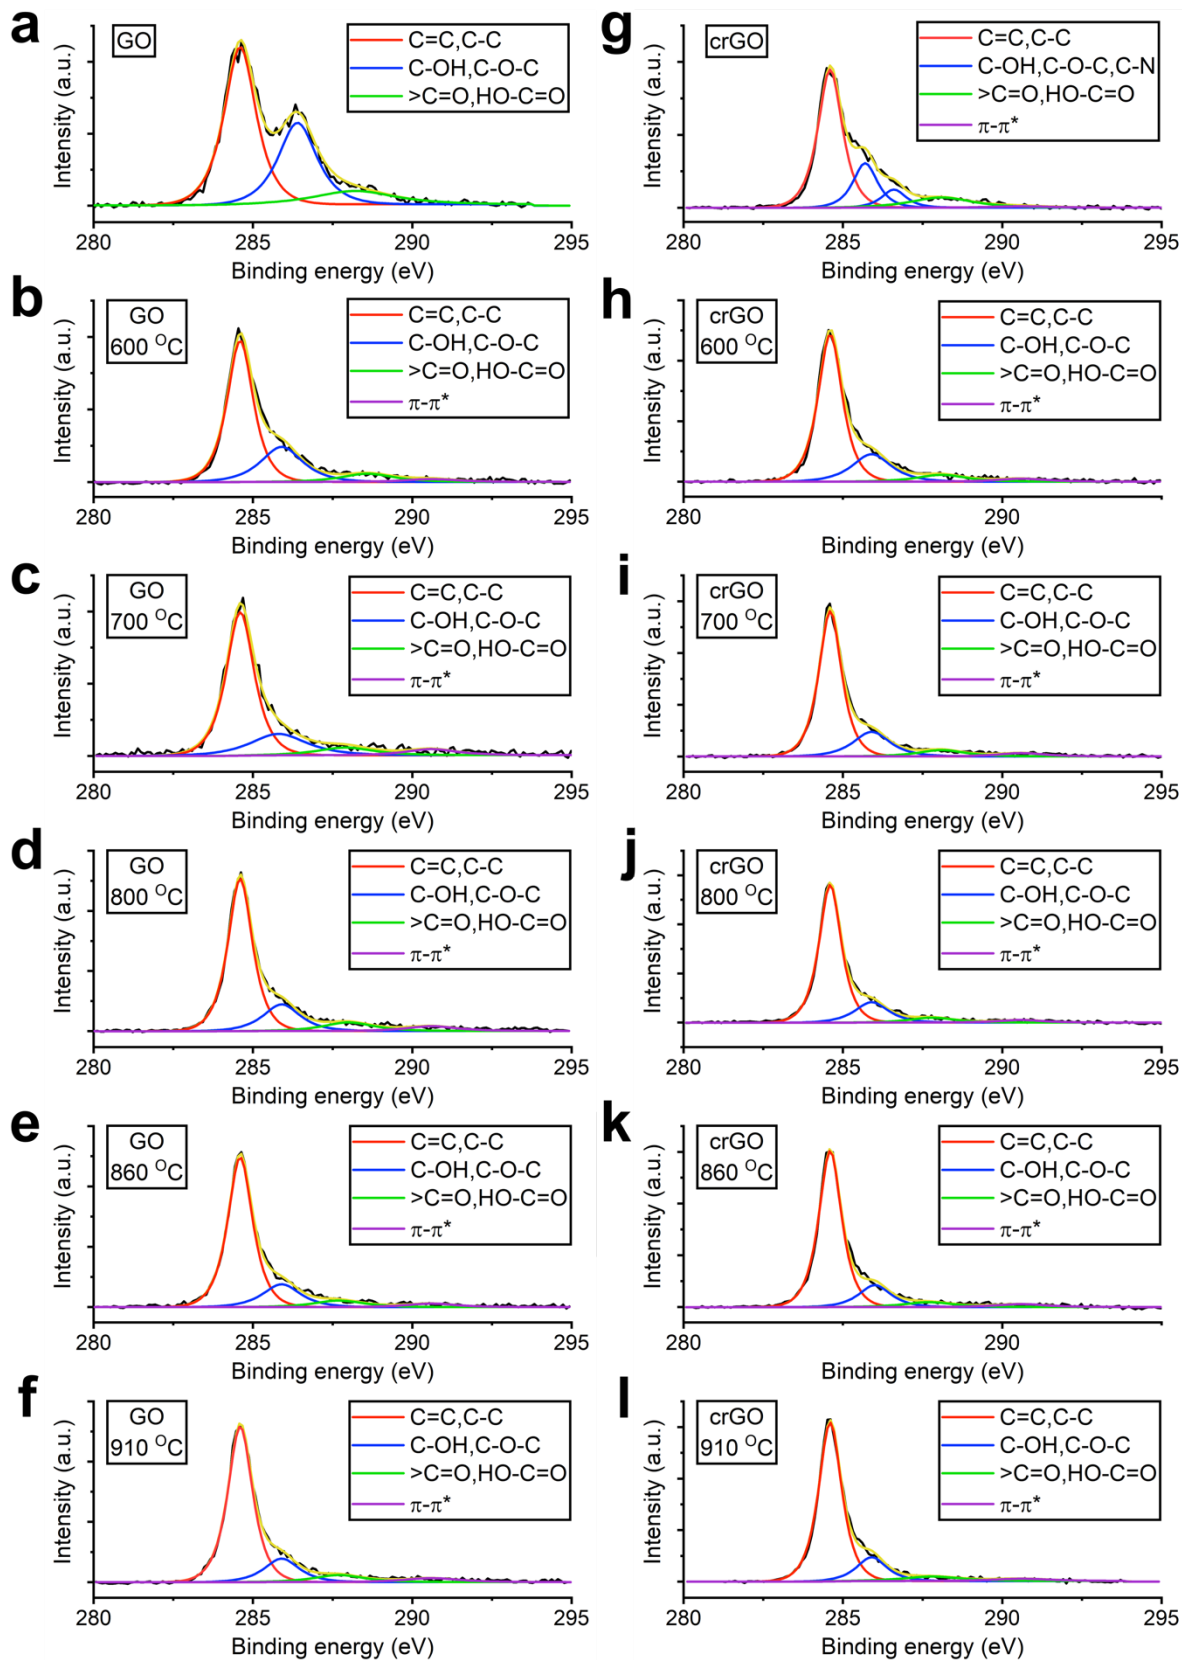 a
GO
C=C,C-C
C-OH,C-O-C
>C=O,HO-C=O
Intensity (a.u.)
280 285 290 295
Binding energy (eV)
g
crGO
C=C,C-C
C-OH,C-O-C,C-N
>C=O,HO-C=O
π-π*
Intensity (a.u.)
280 285 290 295
Binding energy (eV)
b
GO
600 °C
C=C,C-C
C-OH,C-O-C
>C=O,HO-C=O
π-π*
Intensity (a.u.)
280 285 290 295
Binding energy (eV)
h
crGO
600 °C
C=C,C-C
C-OH,C-O-C
>C=O,HO-C=O
π-π*
Intensity (a.u.)
280 290
Binding energy (eV)
c
GO
700 °C
C=C,C-C
C-OH,C-O-C
>C=O,HO-C=O
π-π*
Intensity (a.u.)
280 285 290 295
Binding energy (eV)
i
crGO
700 °C
C=C,C-C
C-OH,C-O-C
>C=O,HO-C=O
π-π*
Intensity (a.u.)
280 285 290 295
Binding energy (eV)
d
GO
800 °C
C=C,C-C
C-OH,C-O-C
>C=O,HO-C=O
π-π*
Intensity (a.u.)
280 285 290 295
Binding energy (eV)
j
crGO
800 °C
C=C,C-C
C-OH,C-O-C
>C=O,HO-C=O
π-π*
Intensity (a.u.)
280 285 290 295
Binding energy (eV)
e
GO
860 °C
C=C,C-C
C-OH,C-O-C
>C=O,HO-C=O
π-π*
Intensity (a.u.)
280 285 290 295
Binding energy (eV)
k
crGO
860 °C
C=C,C-C
C-OH,C-O-C
>C=O,HO-C=O
π-π*
Intensity (a.u.)
280 285 290 295
Binding energy (eV)
f
GO
910 °C
C=C,C-C
C-OH,C-O-C
>C=O,HO-C=O
π-π*
Intensity (a.u.)
280 285 290 295
Binding energy (eV)
l
crGO
910 °C
C=C,C-C
C-OH,C-O-C
>C=O,HO-C=O
π-π*
Intensity (a.u.)
280 285 290 295
Binding energy (eV)